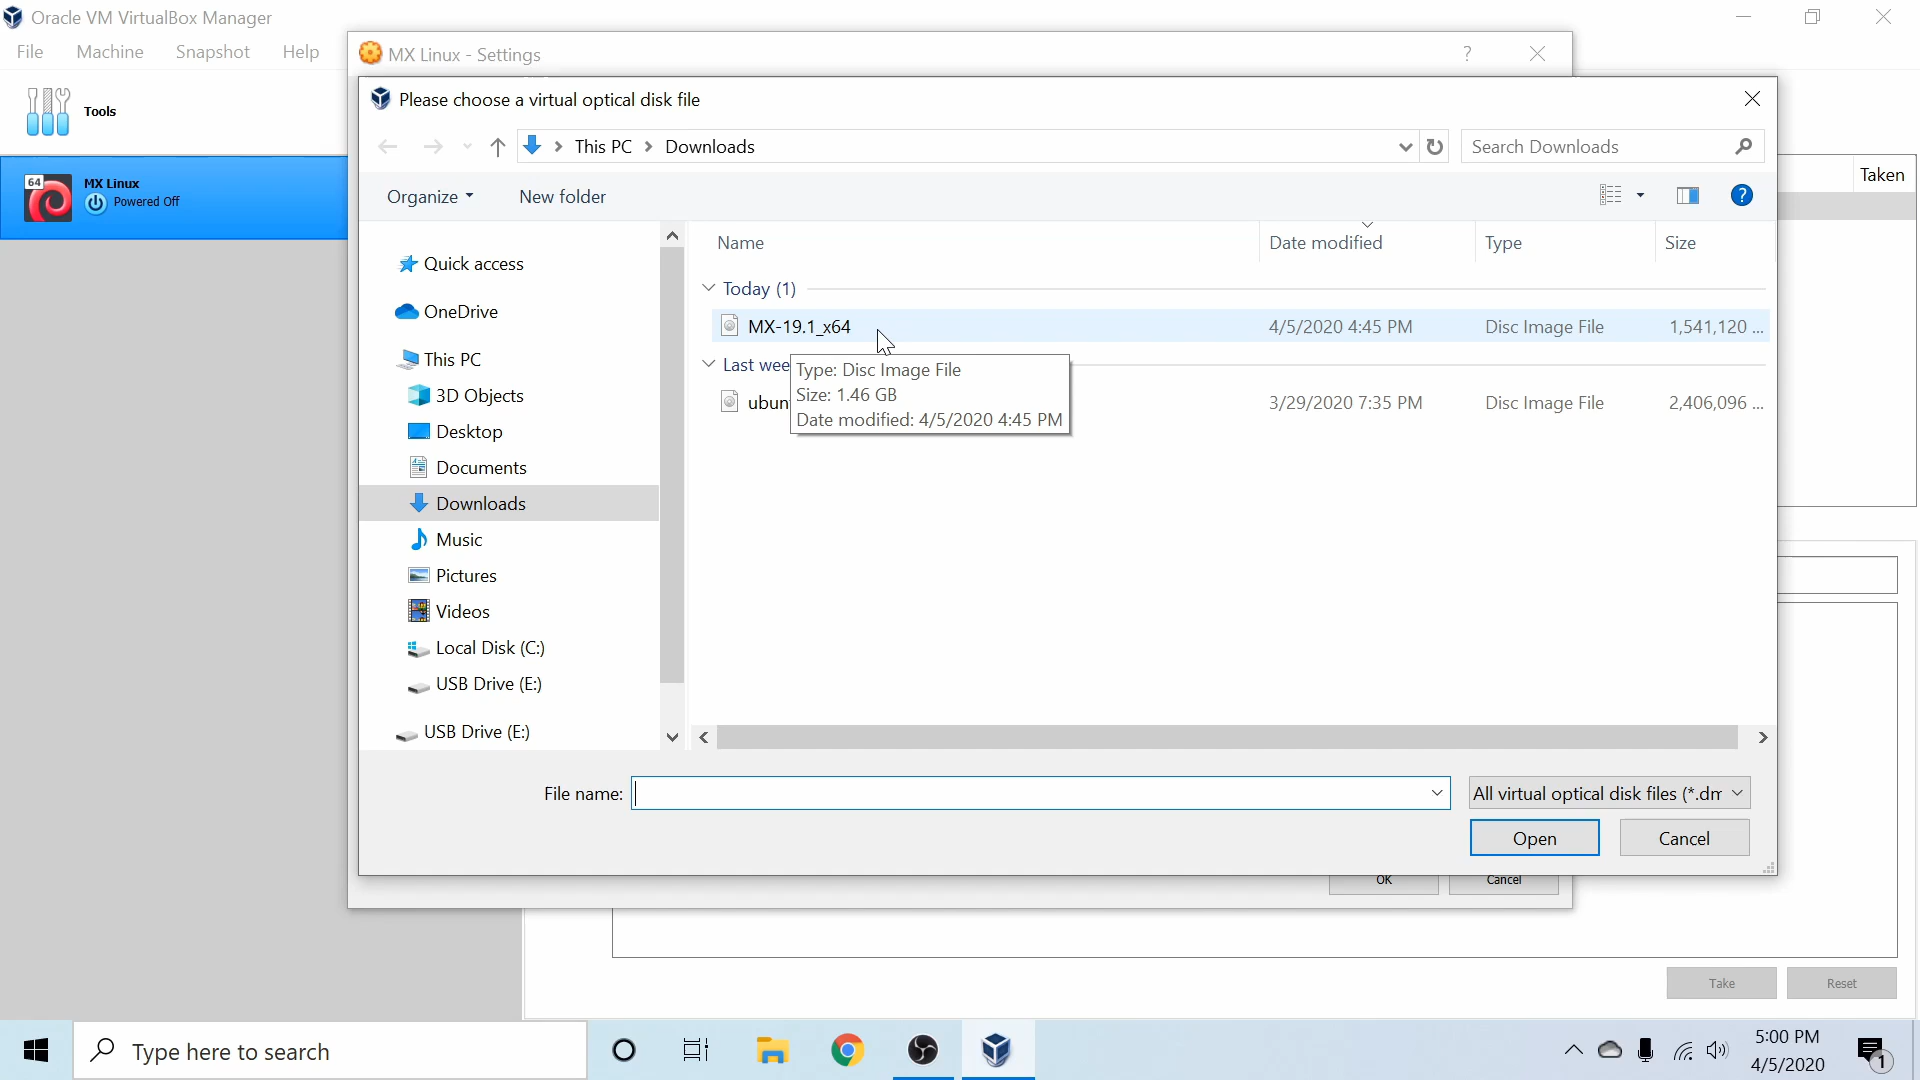 Oracle VM VirtualBox Manager
File Machine Snapshot Help
MX Linux - Settings
?
Tools
Please choose a virtual optical disk file
This PC > Downloads
Search Downloads
Taken
64
MX Linux
Powered Off
Organize
New folder
?
Name Date modified Type Size
Quick access
OneDrive
This PC
3D Objects
Desktop
Documents
Downloads
Music
Pictures
Videos
Local Disk (C:)
USB Drive (E:)
USB Drive (E:)
Today (1)
MX-19.1_x64 4/5/2020 4:45 PM Disc Image File 1,541,120 ...
Last wee
ubun 3/29/2020 7:35 PM Disc Image File 2,406,096 ...
Type: Disc Image File
Size: 1.46 GB
Date modified: 4/5/2020 4:45 PM
File name:
All virtual optical disk files (*.dm
Open Cancel
OK Cancel
Take Reset
Type here to search
5:00 PM
4/5/2020
1